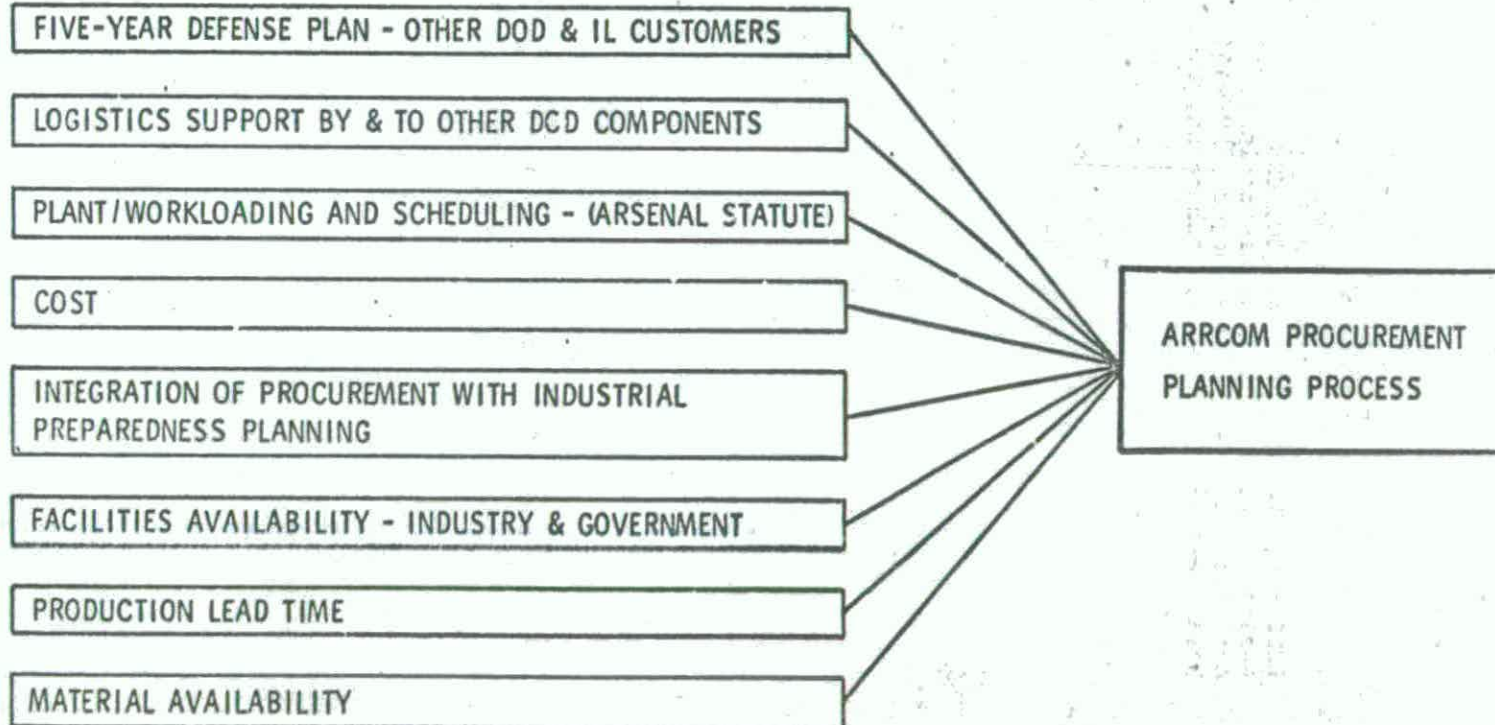 FIVE-YEAR DEFENSE PLAN - OTHER DOD & IL CUSTOMERS
LOGISTICS SUPPORT BY & TO OTHER DCD COMPONENTS
PLANT/WORKLOADING AND SCHEDULING - (ARSENAL STATUTE)
COST
INTEGRATION OF PROCUREMENT WITH INDUSTRIAL
PREPAREDNESS PLANNING
FACILITIES AVAILABILITY - INDUSTRY & GOVERNMENT
PRODUCTION LEAD TIME
MATERIAL AVAILABILITY
ARRCOM PROCUREMENT
PLANNING PROCESS